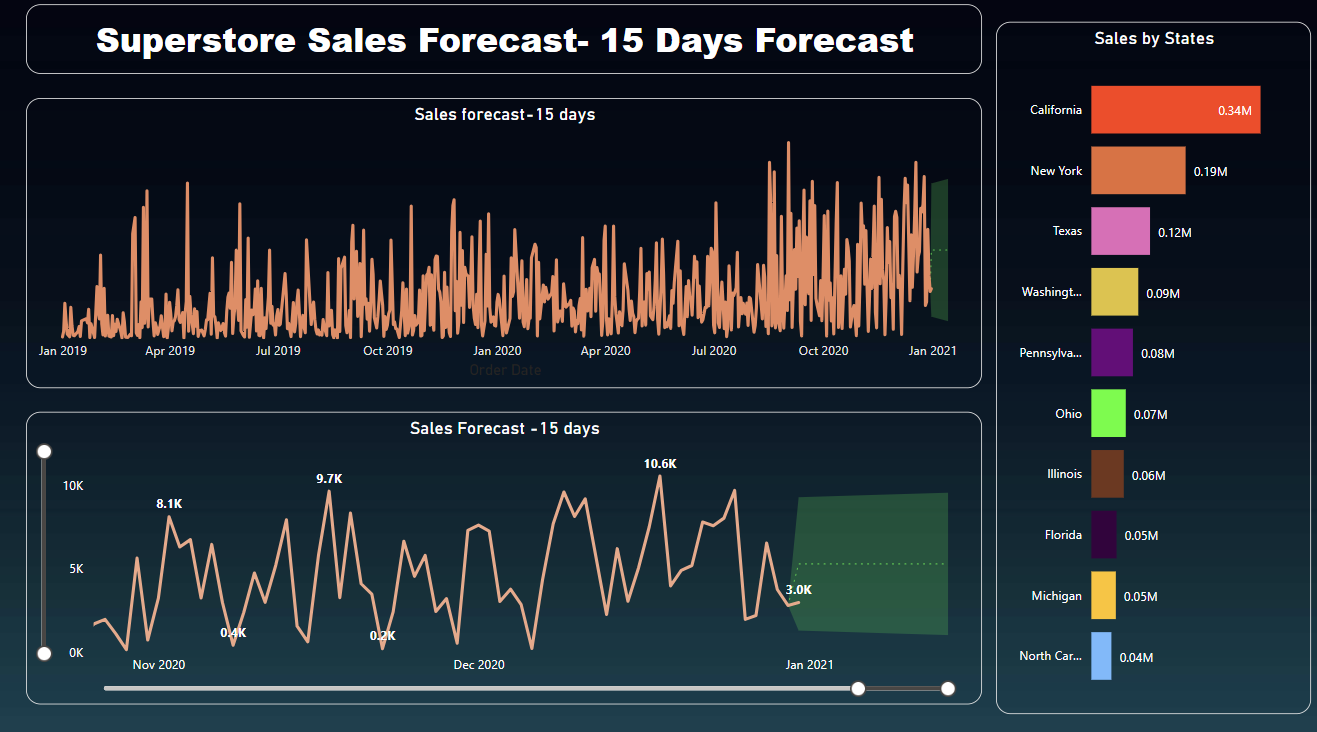 Superstore Sales Forecast- 15 Days Forecast
Sales forecast-15 days
Jan 2019
Apr 2019
Jul 2019
Oct 2019
Jan 2020
Apr 2020
Jul 2020
Oct 2020
Jan 2021
Order Date
Sales Forecast -15 days
10K
5K
0K
8.1K
0.4K
9.7K
0.2K
10.6K
3.0K
Nov 2020
Dec 2020
Jan 2021
Sales by States
California 0.34M
New York 0.19M
Texas 0.12M
Washingt... 0.09M
Pennsylva... 0.08M
Ohio 0.07M
Illinois 0.06M
Florida 0.05M
Michigan 0.05M
North Car... 0.04M